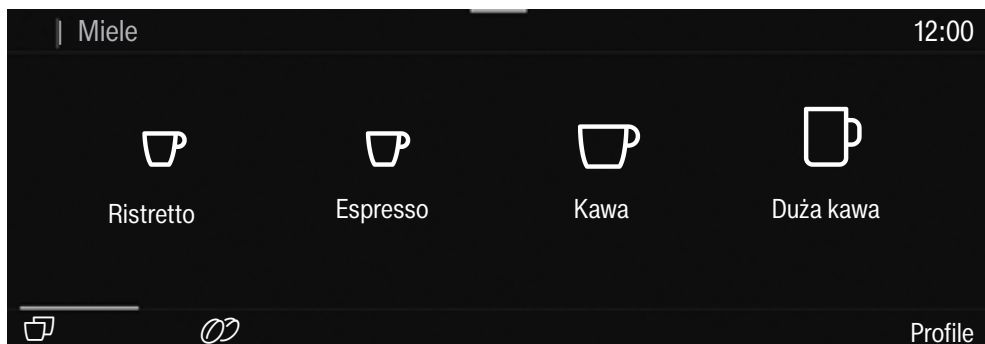 Miele
12:00
Ristretto
Espresso
Kawa
Duża kawa
Profile